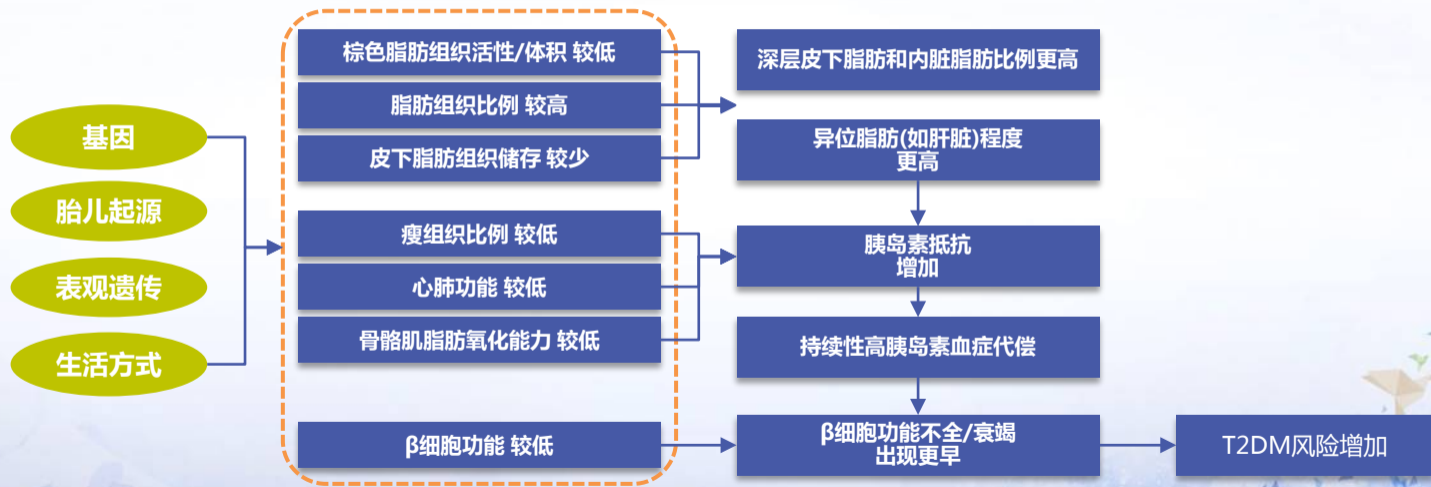 基因
胎儿起源
表观遗传
生活方式
棕色脂肪组织活性/体积 较低
脂肪组织比例 较高
皮下脂肪组织储存 较少
瘦组织比例 较低
心肺功能 较低
骨骼肌脂肪氧化能力 较低
β细胞功能 较低
深层皮下脂肪和内脏脂肪比例更高
异位脂肪(如肝脏)程度
更高
胰岛素抵抗
增加
持续性高胰岛素血症代偿
β细胞功能不全/衰竭
出现更早
T2DM风险增加